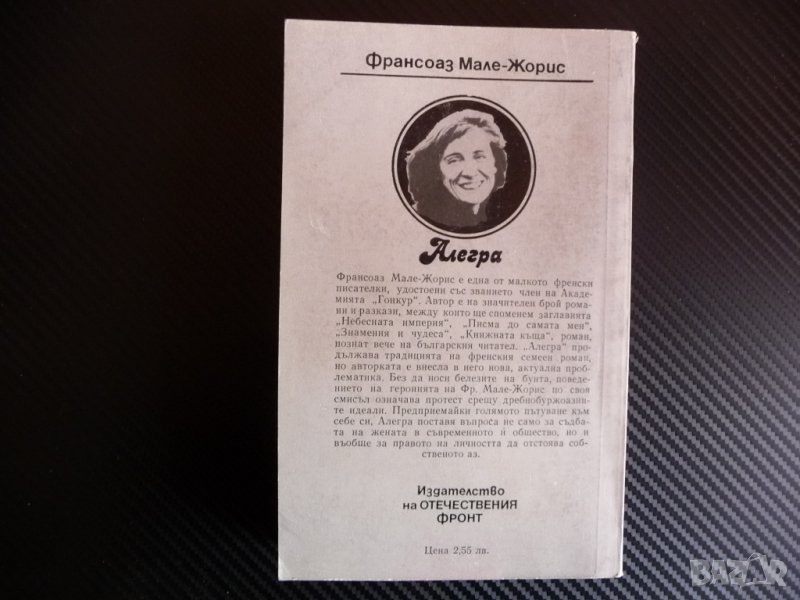 Франсоаз Мале-Жорис
Алегра
Франсоаз Мале-Жорис е една от малкото френски
писателки, удостоени със званието член на Акаде-
мията „Гонкур“. Автор е на значителен брой рома-
ни и разкази, между които ще споменем заглавията
„Небесната империя“, „Писма до самата мен“,
„Знамения и чудеса“, „Книжната къща“, роман,
познат вече на българския читател. „Алегра“ про-
дължава традицията на френския семеен роман,
но авторката е внесла в него нова, актуална про-
блематика. Без да носи белезите на бунта, поведе-
нието на героинята на Фр. Мале-Жорис по своя
смисъл означава протест срещу дребнобуржоазни-
те идеали. Предприемайки голямото пътуване към
себе си, Алегра поставя въпроса не само за съдба-
та на жената в съвременното ѝ общество, но и
въобще за правото на личността да отстоява соб-
ственото аз.
Издателство
на ОТЕЧЕСТВЕНИЯ
ФРОНТ
Цена 2,55 лв.
BAZAR